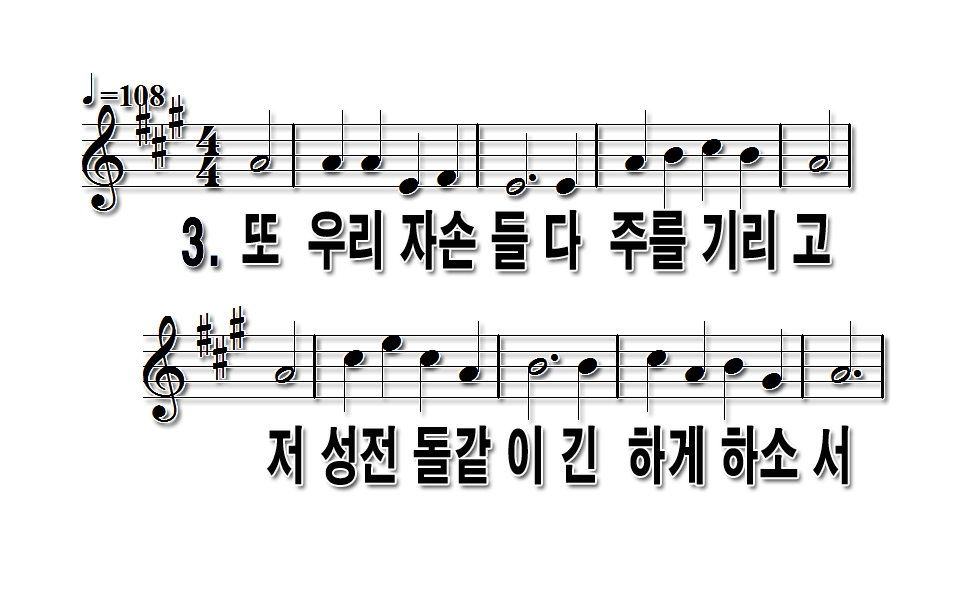 ♩=108
4/4
3. 또 우리 자손 들 다 주를 기리 고
저 성전 돌같 이 긴 하게 하소 서